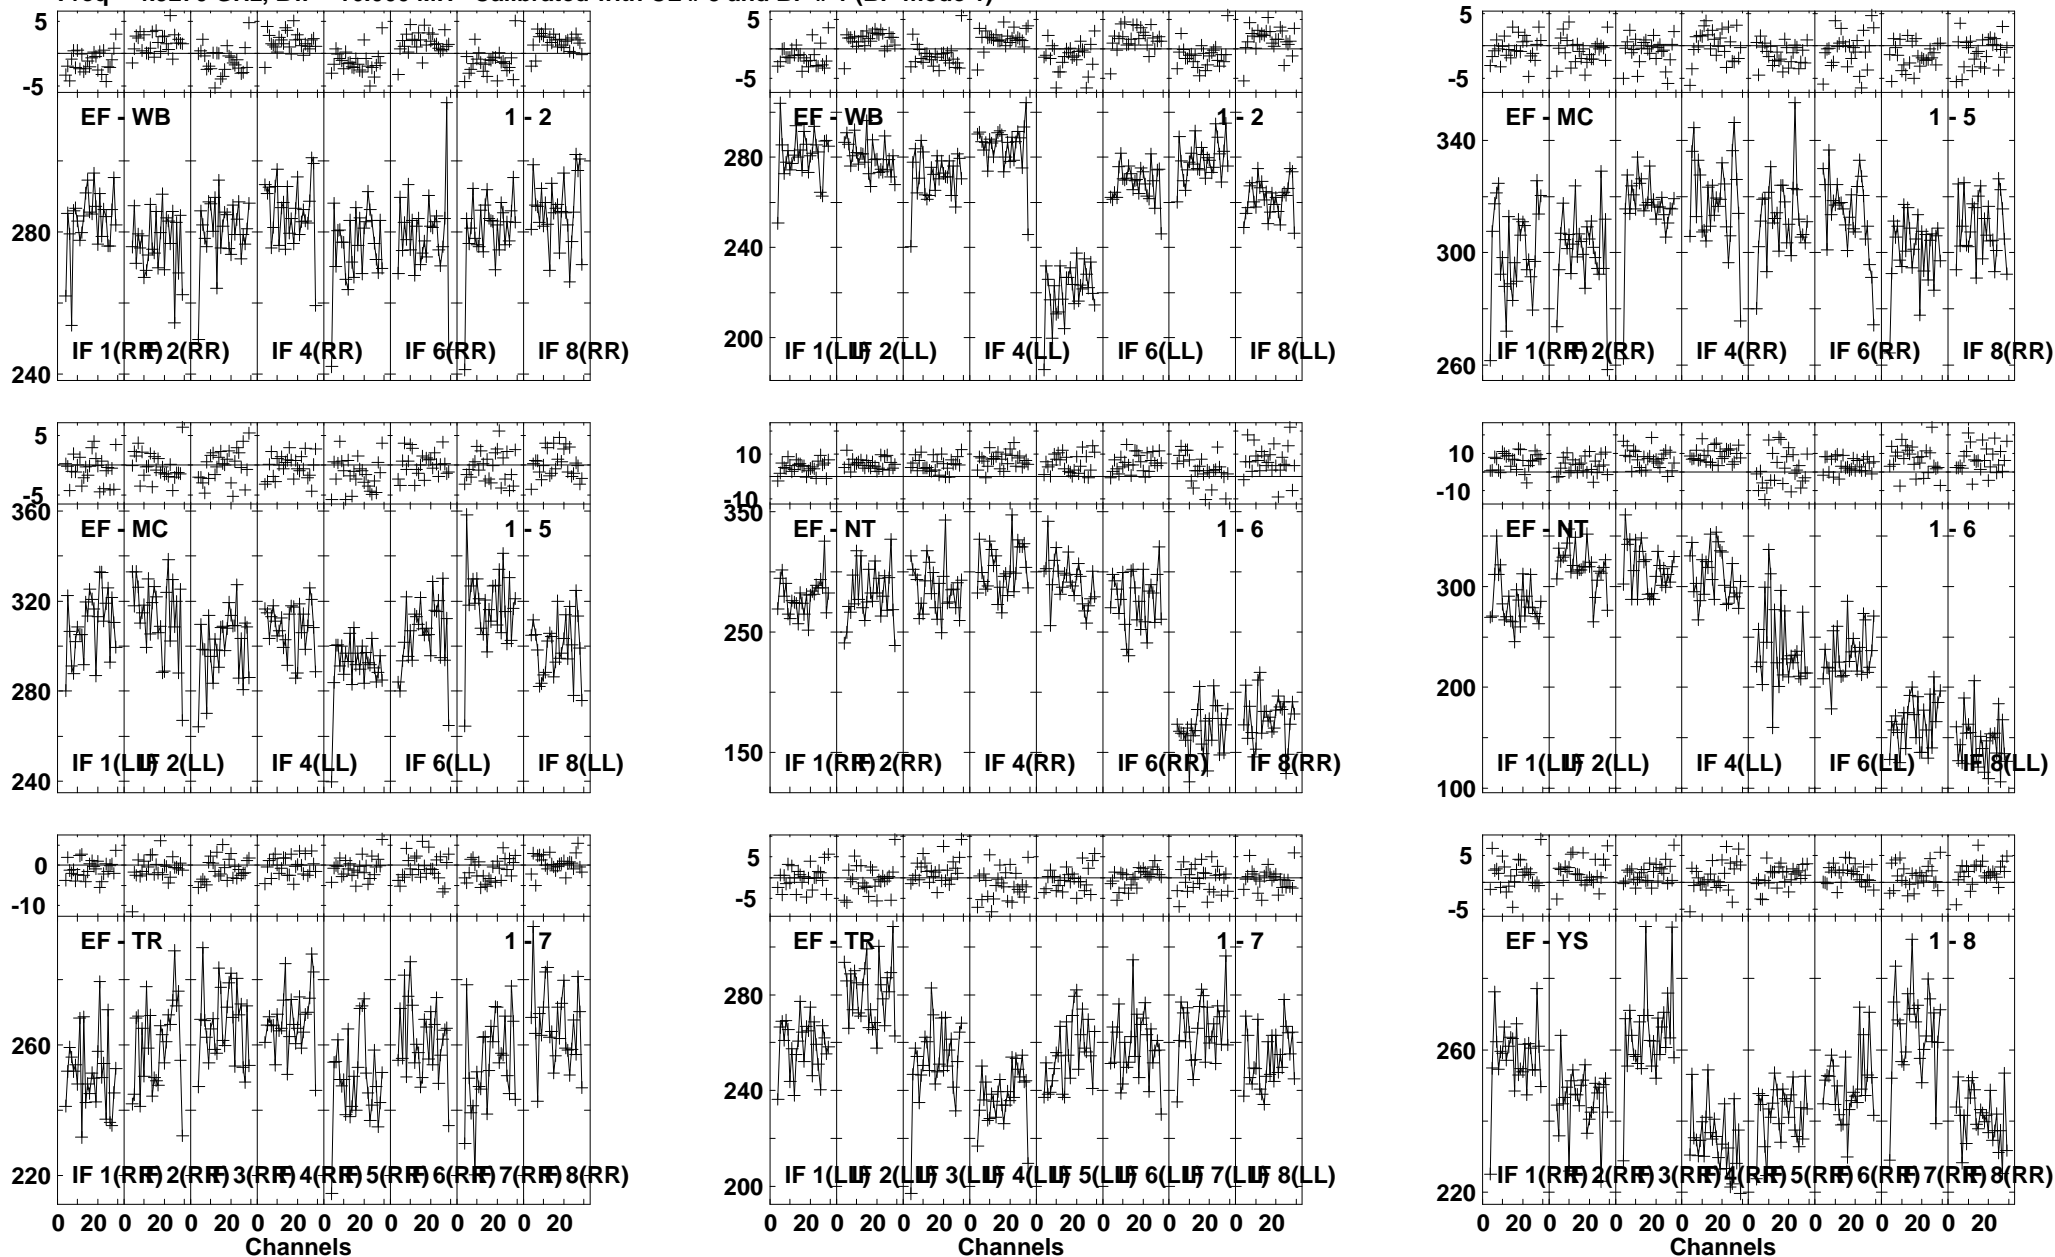 5
-5
EF - WB
1 - 2
280
240
IF 1(RR)
IF 2(RR)
IF 4(RR)
IF 6(RR)
IF 8(RR)
5
-5
EF - WB
1 - 2
280
240
200
IF 1(LL)
IF 2(LL)
IF 4(LL)
IF 6(LL)
IF 8(LL)
5
-5
EF - MC
1 - 5
340
300
260
IF 1(RR)
IF 2(RR)
IF 4(RR)
IF 6(RR)
IF 8(RR)
5
-5
EF - MC
1 - 5
360
320
280
240
IF 1(LL)
IF 2(LL)
IF 4(LL)
IF 6(LL)
IF 8(LL)
10
-10
EF - NT
1 - 6
350
250
150
IF 1(RR)
IF 2(RR)
IF 4(RR)
IF 6(RR)
IF 8(RR)
10
-10
EF - NT
1 - 6
300
200
100
IF 1(LL)
IF 2(LL)
IF 4(LL)
IF 6(LL)
IF 8(LL)
0
-10
EF - TR
1 - 7
260
220
IF 1(RR)
IF 2(RR)
IF 3(RR)
IF 4(RR)
IF 5(RR)
IF 6(RR)
IF 7(RR)
IF 8(RR)
0 20 0 20 0 20 0 20 0 20 0 20 0 20 0 20
Channels
5
-5
EF - TR
1 - 7
280
240
200
IF 1(LL)
IF 2(LL)
IF 3(LL)
IF 4(LL)
IF 5(LL)
IF 6(LL)
IF 7(LL)
IF 8(LL)
0 20 0 20 0 20 0 20 0 20 0 20 0 20 0 20
Channels
5
-5
EF - YS
1 - 8
260
220
IF 1(RR)
IF 2(RR)
IF 3(RR)
IF 4(RR)
IF 5(RR)
IF 6(RR)
IF 7(RR)
IF 8(RR)
0 20 0 20 0 20 0 20 0 20 0 20 0 20 0 20
Channels